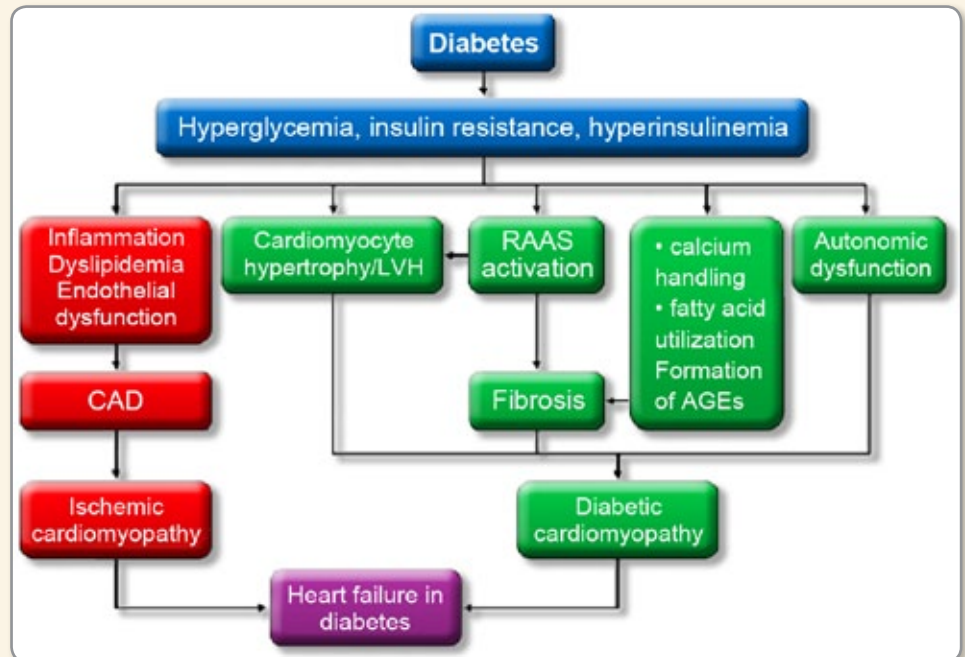 Diabetes
Hyperglycemia, insulin resistance, hyperinsulinemia
Inflammation
Dyslipidemia
Endothelial
dysfunction
Cardiomyocyte
hypertrophy/LVH
RAAS
activation
• calcium
handling
• fatty acid
utilization
Formation
of AGEs
Autonomic
dysfunction
CAD
Fibrosis
Ischemic
cardiomyopathy
Diabetic
cardiomyopathy
Heart failure in
diabetes